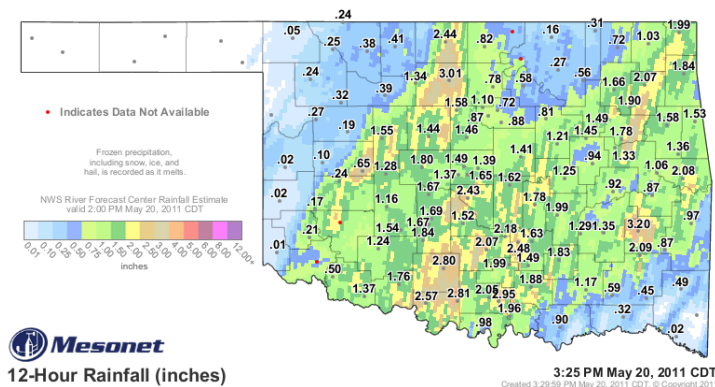 .24
.05 .25 .38 .41 2.44 .82 .16 .31 .72 1.03 1.99
.24 1.34 3.01 .78 .58 .27 .56 1.66 2.07 1.84
.32 .39 1.58 1.10 .72 1.90
Indicates Data Not Available
.27 .19 1.55 1.44 .87 1.46 .88 .81 1.49 1.58 1.53
1.21 1.45 1.78
Frozen precipitation,
including snow, ice, and
hail, is recorded as it melts.
.02 .10 .65 1.28 1.80 1.49 1.39 1.41 .94 1.33 1.36
.24 1.37 1.65 1.62 1.25 1.06 2.08
NWS River Forecast Center Rainfall Estimate
valid 2:00 PM May 20, 2011 CDT
.02 .17 1.16 1.67 2.43 1.78 .92 .87
1.69 1.52 1.99 .97
.21 1.54 1.67 1.84 2.18 1.63 1.29 1.35 3.20
.01 1.24 2.07 2.48 2.09 .87
0.01 0.10 0.25 0.50 0.75 1.00 1.50 2.00 2.50 3.00 4.00 5.00 6.00 8.00 12.00+
inches
.50 1.76 2.80 1.99 1.49 1.83
1.37 2.57 2.81 2.05 2.95 1.88 1.17 .59 .45 .49
.98 1.96 .90 .32 .02
Mesonet
12-Hour Rainfall (inches)
3:25 PM May 20, 2011 CDT
Created 3:29:59 PM May 20, 2011 CDT. © Copyright 201